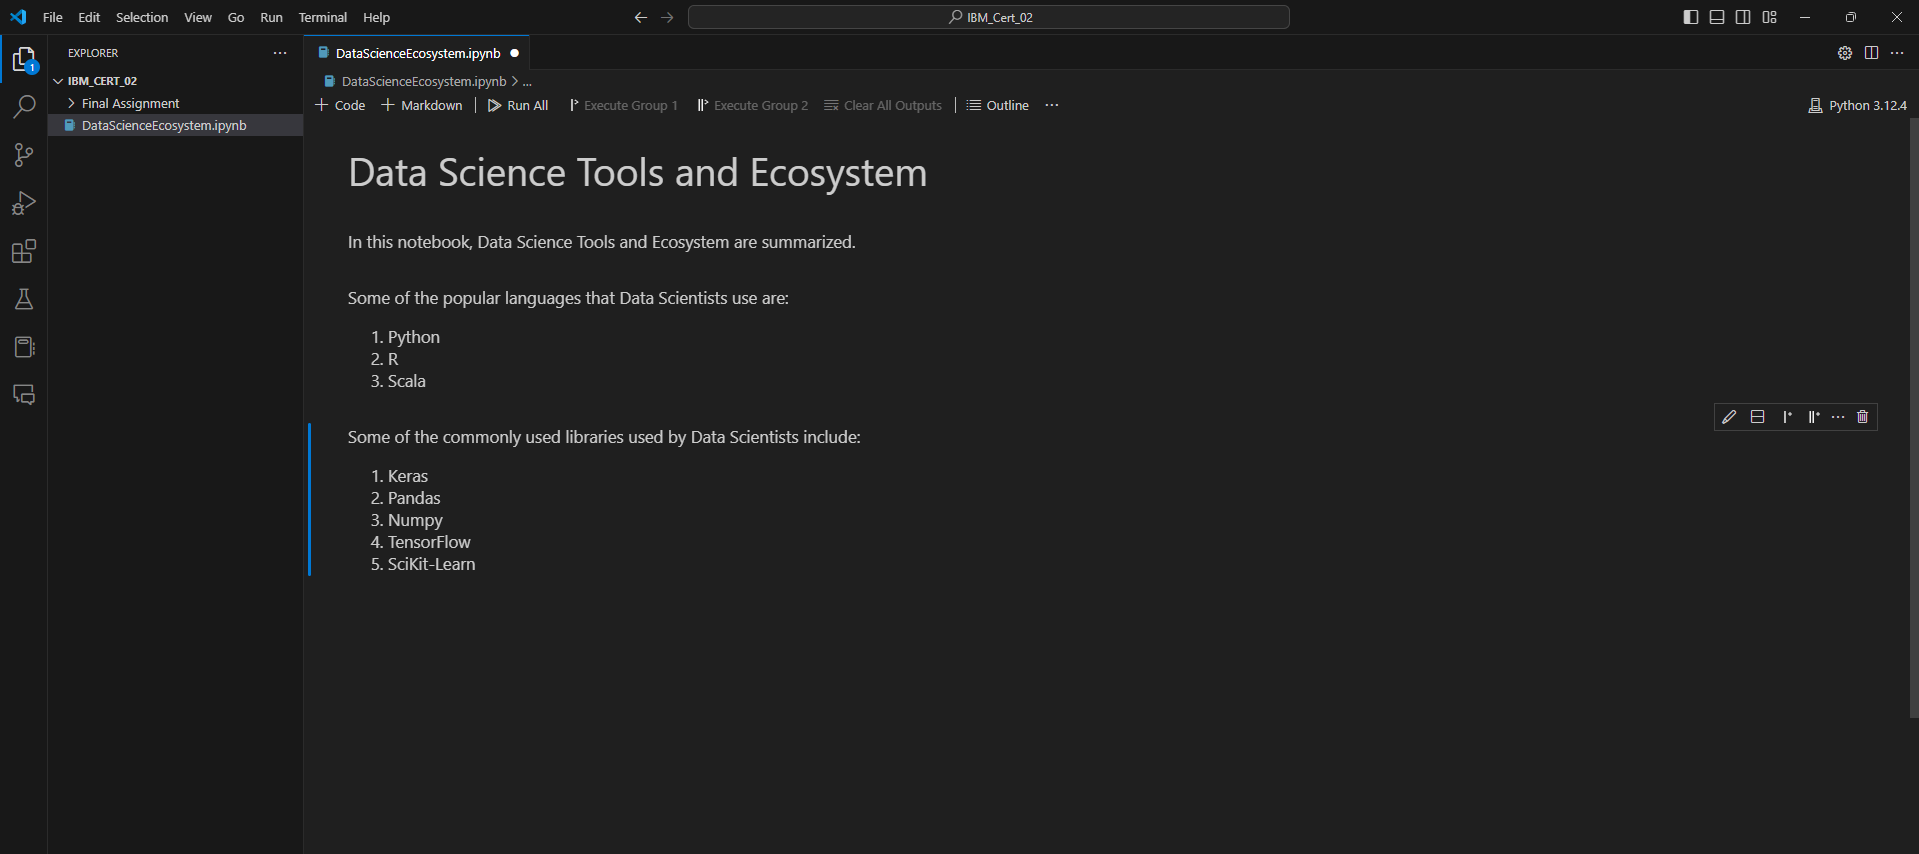 File Edit Selection View Go Run Terminal Help
IBM_Cert_02
EXPLORER
1
IBM_CERT_02
Final Assignment
DataScienceEcosystem.ipynb
DataScienceEcosystem.ipynb
DataScienceEcosystem.ipynb > ...
Code Markdown Run All Execute Group 1 Execute Group 2 Clear All Outputs Outline ...
Python 3.12.4
Data Science Tools and Ecosystem
In this notebook, Data Science Tools and Ecosystem are summarized.
Some of the popular languages that Data Scientists use are:
1. Python
2. R
3. Scala
Some of the commonly used libraries used by Data Scientists include:
1. Keras
2. Pandas
3. Numpy
4. TensorFlow
5. SciKit-Learn